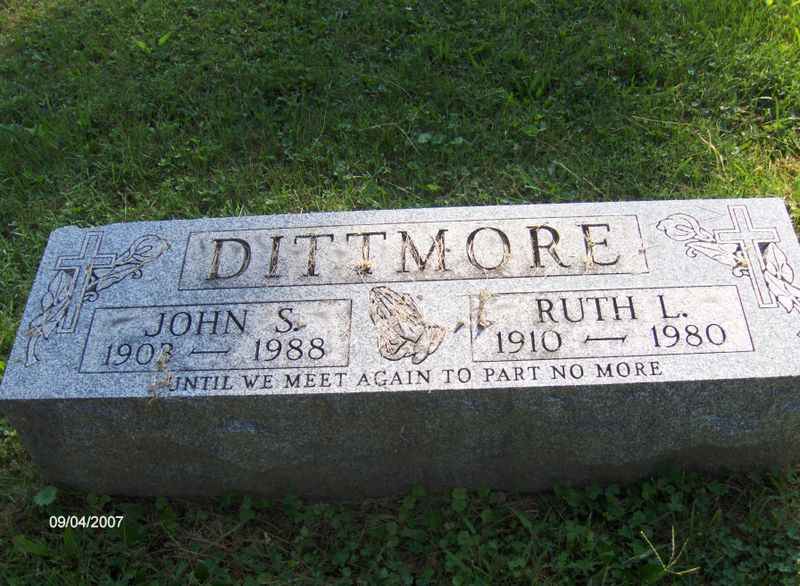 DITTMORE
JOHN S.
1903 — 1988
RUTH L.
1910 — 1980
UNTIL WE MEET AGAIN TO PART NO MORE
09/04/2007